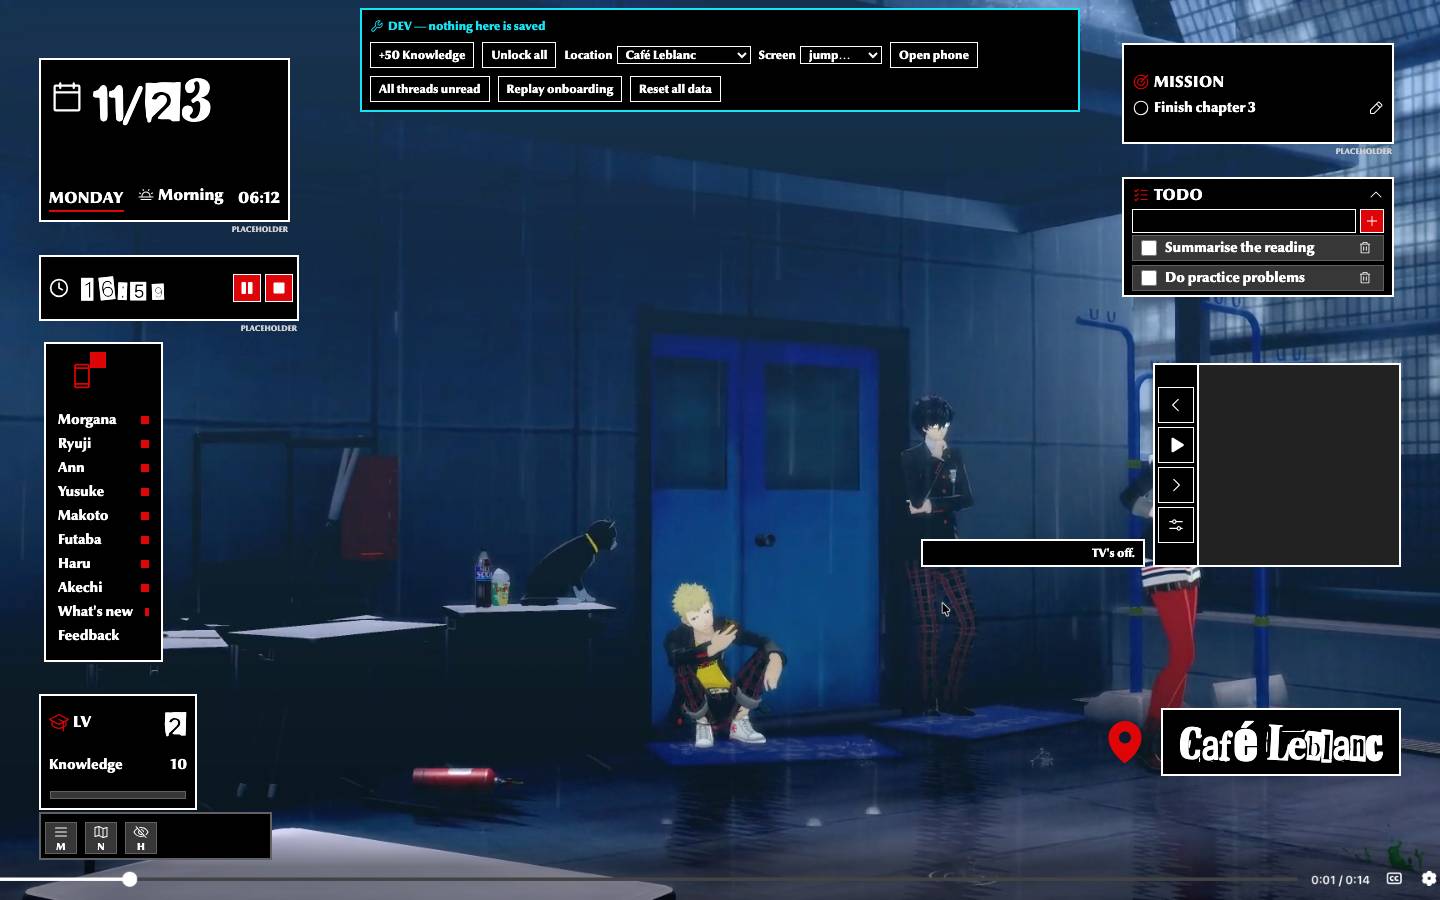 DEV — nothing here is saved
+50 Knowledge
Unlock all
Location
Café Leblanc
Screen
jump...
Open phone
All threads unread
Replay onboarding
Reset all data
11/23
MONDAY
Morning
06:12
PLACEHOLDER
16:59
PLACEHOLDER
Morgana
Ryuji
Ann
Yusuke
Makoto
Futaba
Haru
Akechi
What's new
Feedback
LV
2
Knowledge
10
M
N
H
MISSION
Finish chapter 3
PLACEHOLDER
TODO
Summarise the reading
Do practice problems
TV's off.
Café Leblanc
0:01 / 0:14
CC